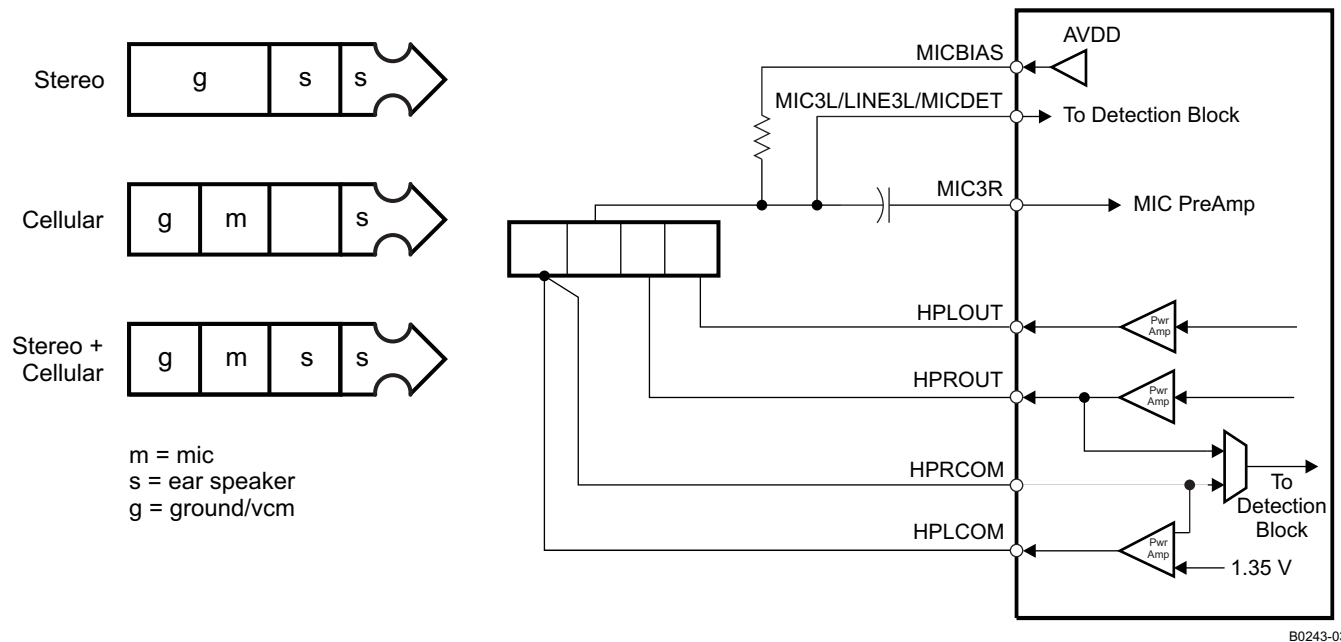 Stereo
g s s
Cellular
g m s
Stereo +
Cellular
g m s s
m = mic
s = ear speaker
g = ground/vcm
AVDD
MICBIAS
MIC3L/LINE3L/MICDET
To Detection Block
MIC3R
MIC PreAmp
HPLOUT
Pwr
Amp
HPROUT
Pwr
Amp
HPRCOM
To
Detection
Block
HPLCOM
Pwr
Amp
1.35 V